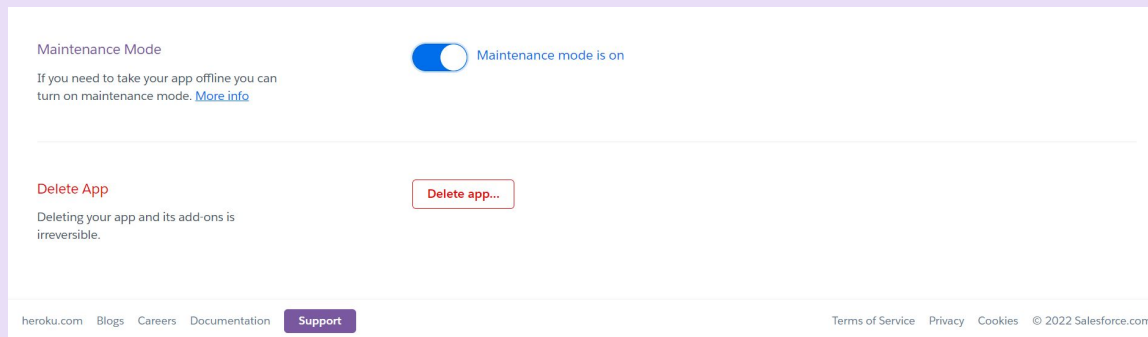 Maintenance Mode
Maintenance mode is on
If you need to take your app offline you can
turn on maintenance mode. More info
Delete App
Delete app...
Deleting your app and its add-ons is
irreversible.
heroku.com Blogs Careers Documentation Support Terms of Service Privacy Cookies © 2022 Salesforce.com